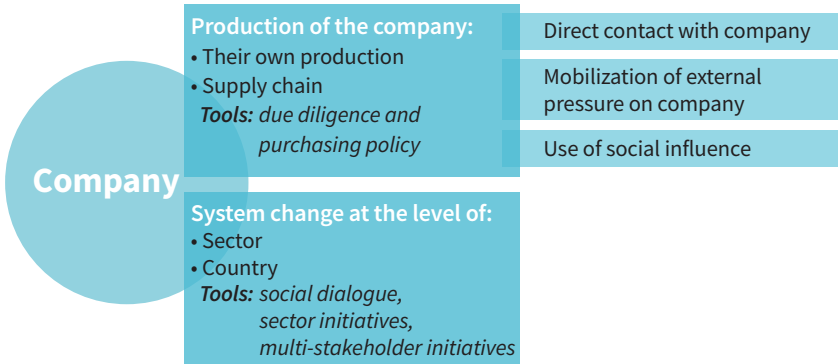 Company
Production of the company:
• Their own production
• Supply chain
Tools: due diligence and
purchasing policy
Direct contact with company
Mobilization of external
pressure on company
Use of social influence
System change at the level of:
• Sector
• Country
Tools: social dialogue,
sector initiatives,
multi-stakeholder initiatives